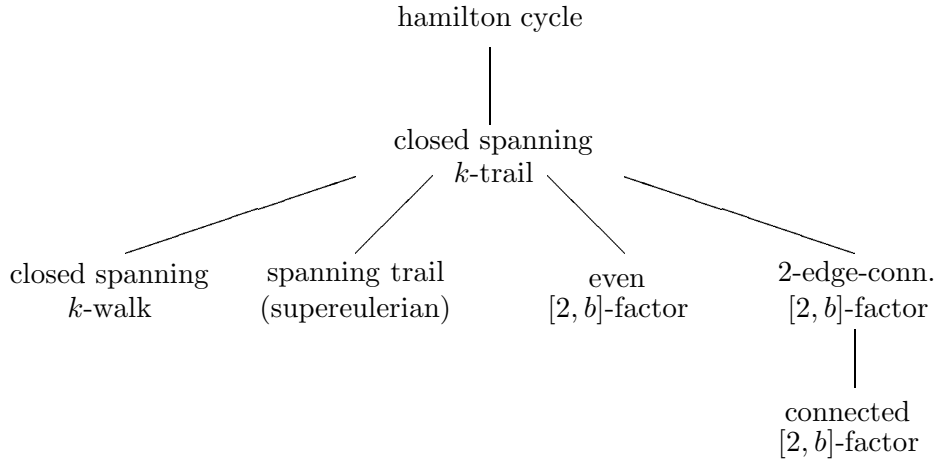 hamilton cycle
closed spanning
k-trail
closed spanning
k-walk
spanning trail
(supereulerian)
even
[2, b]-factor
2-edge-conn.
[2, b]-factor
connected
[2, b]-factor